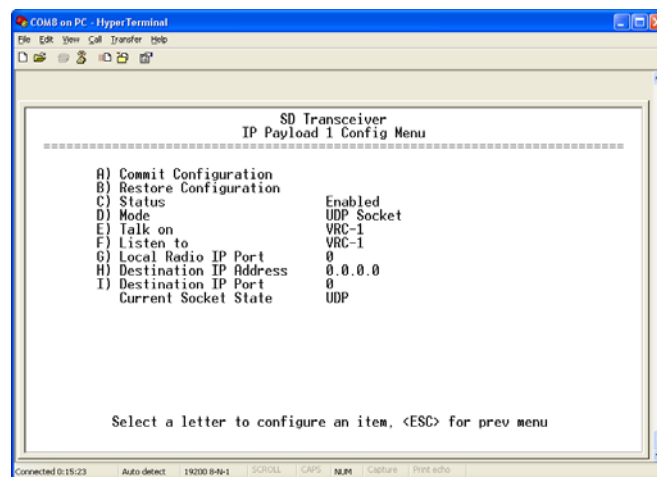 COM8 on PC - HyperTerminal
File Edit View Call Transfer Help
SD Transceiver
IP Payload 1 Config Menu
================================================================================
A) Commit Configuration
B) Restore Configuration
C) Status Enabled
D) Mode UDP Socket
E) Talk on VRC-1
F) Listen to VRC-1
G) Local Radio IP Port 0
H) Destination IP Address 0.0.0.0
I) Destination IP Port 0
Current Socket State UDP
Select a letter to configure an item, <ESC> for prev menu
Connected 0:15:23 Auto detect 19200 8-N-1 SCROLL CAPS NUM Capture Print echo